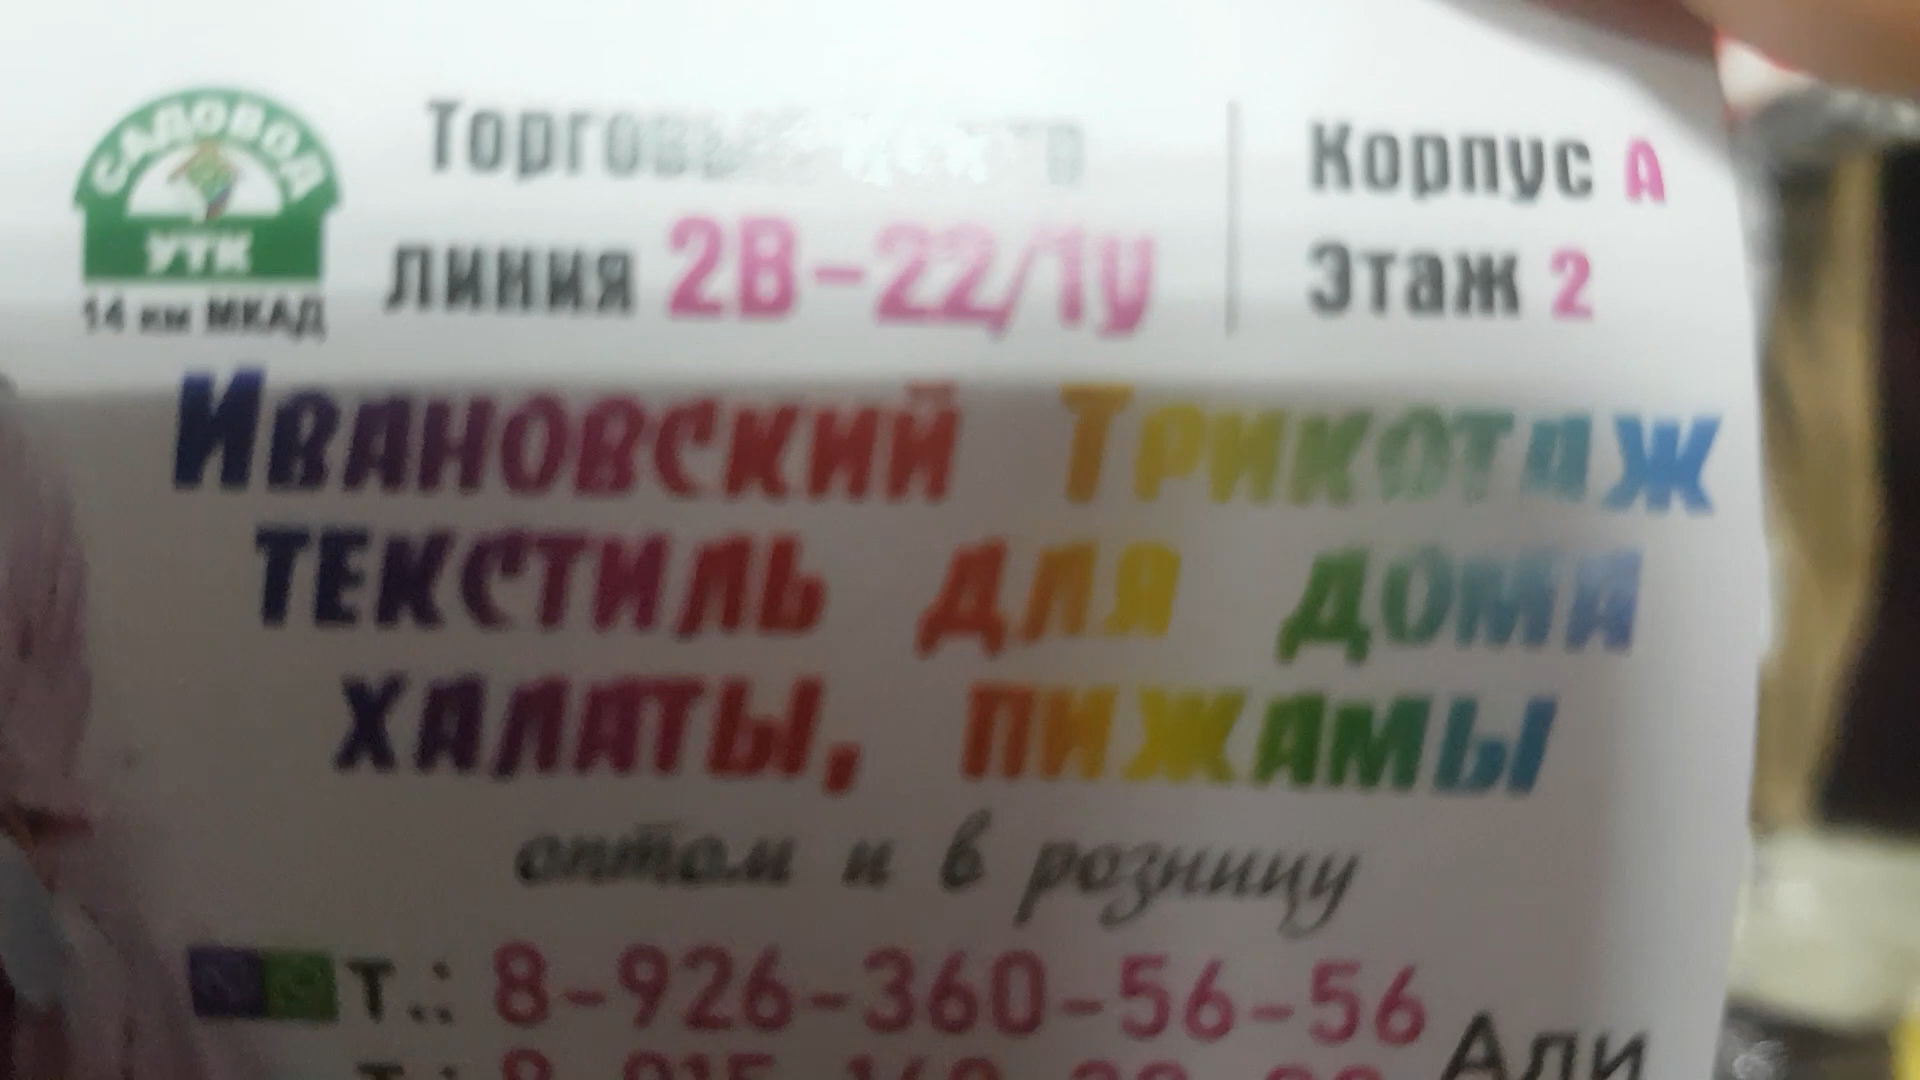 САДОВОД
УТК
14 км МКАД
Корпус А
ЛИНИЯ 2В-22/1у
Этаж 2
Ивановский Трикотаж
ТЕКСТИЛЬ ДЛЯ ДОМА
ХАЛАТЫ, ПИЖАМЫ
оптом и в розницу
т.: 8-926-360-56-56
Али